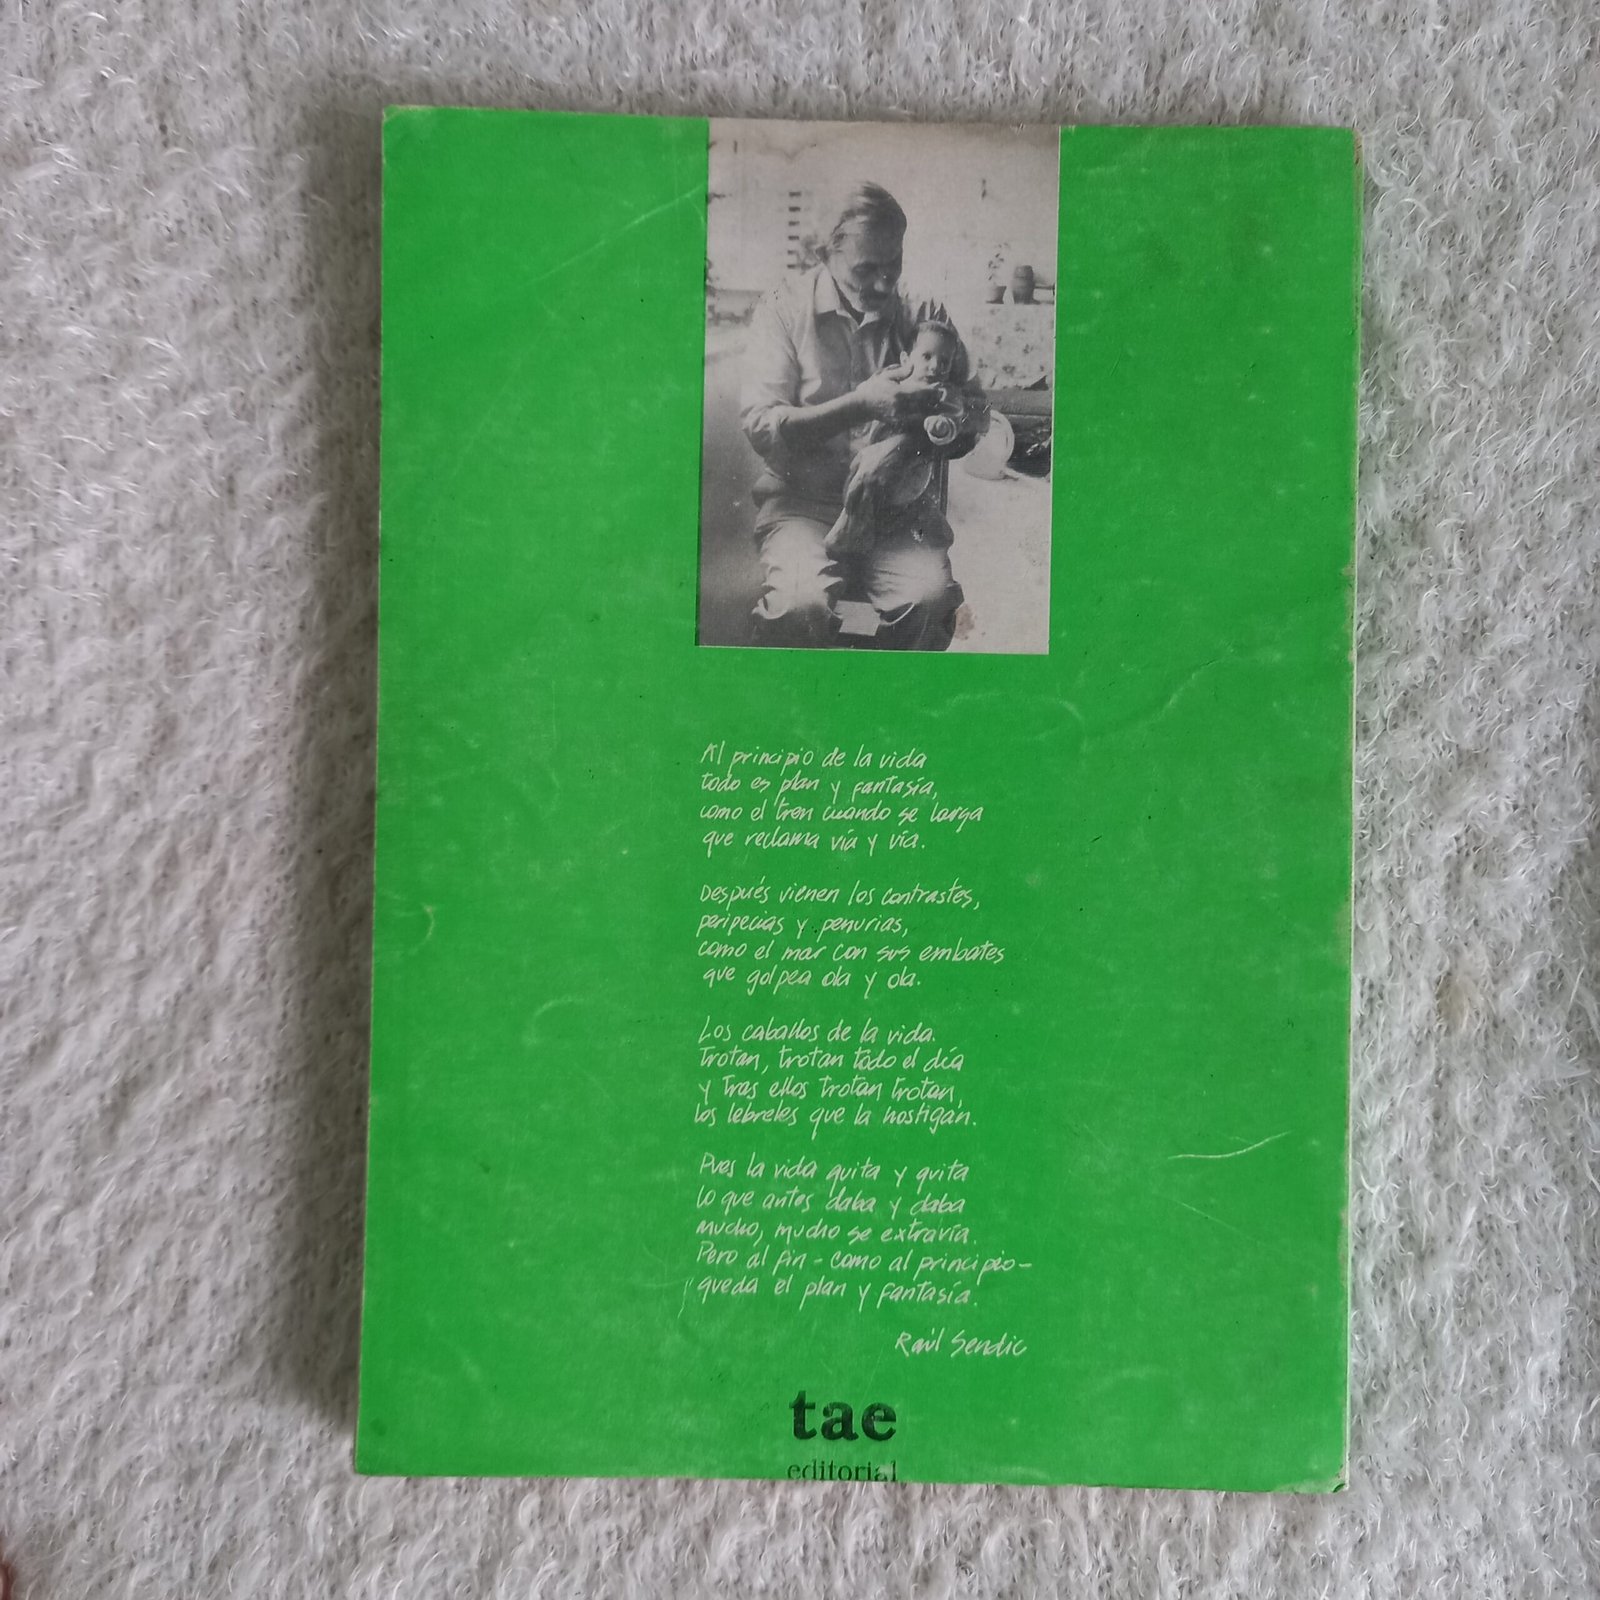 Al principio de la vida
todo es plan y fantasía,
como el tren cuando se larga
que reclama vía y vía.
Después vienen los contrastes,
peripecias y penurias,
como el mar con sus embates
que golpea ola y ola.
Los caballos de la vida.
Trotan, trotan todo el día
y tras ellos trotan trotan,
los lebreles que la hostigan.
Pues la vida quita y quita
lo que antes daba y daba
mucho, mucho se extravía.
Pero al fin - como al principio -
queda el plan y fantasía.
Raúl Sendic
tae
editorial